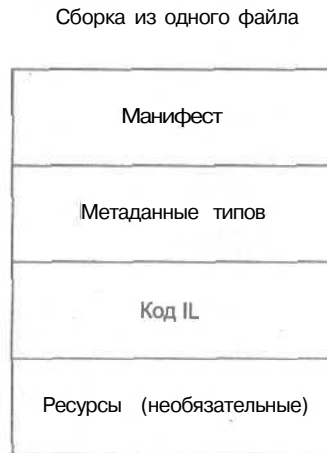 Сборка из одного файла
Манифест
Метаданные типов
Код IL
Ресурсы (необязательные)